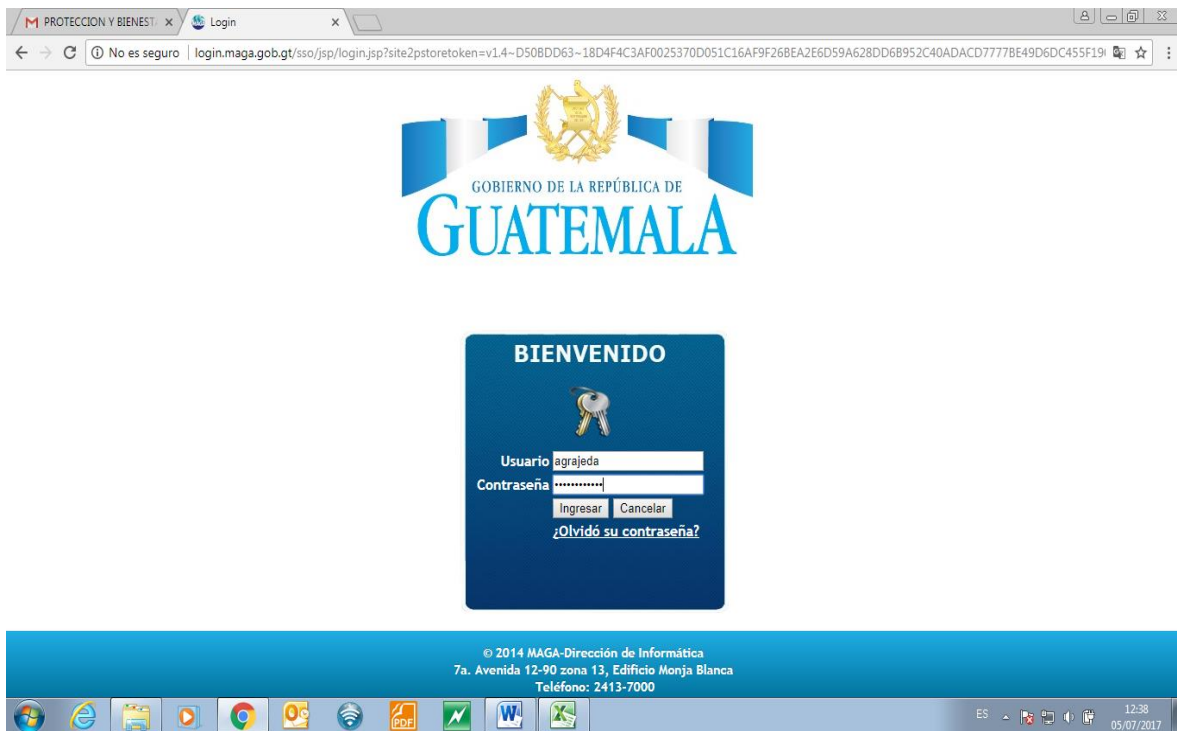 PROTECCION Y BIENEST
Login
No es seguro | login.maga.gob.gt/sso/jsp/login.jsp?site2pstoretoken=v1.4~D50BDD63~18D4F4C3AF0025370D051C16AF9F26BEA2E6D59A628DD6B952C40ADACD7777BE49D6DC455F19
GOBIERNO DE LA REPÚBLICA DE
GUATEMALA
BIENVENIDO
Usuario agrajeda
Contraseña ············
Ingresar Cancelar
¿Olvidó su contraseña?
© 2014 MAGA-Dirección de Informática
7a. Avenida 12-90 zona 13, Edificio Monja Blanca
Teléfono: 2413-7000
PDF
ES 12:38
05/07/2017